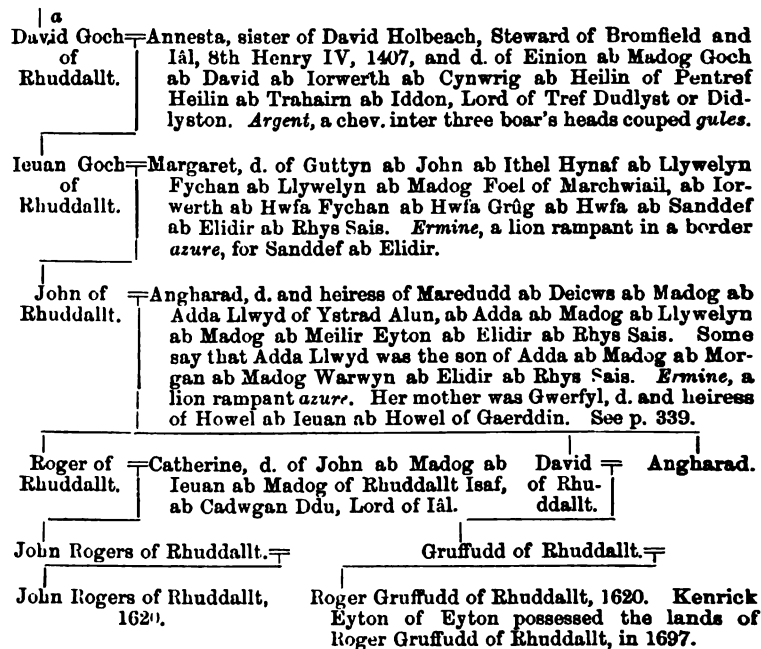 a
David Goch=Annesta, sister of David Holbeach, Steward of Bromfield and
of Iâl, 8th Henry IV, 1407, and d. of Einion ab Madog Goch
Rhuddallt. ab David ab Iorwerth ab Cynwrig ab Heilin of Pentref
Heilin ab Trahairn ab Iddon, Lord of Tref Dudlyst or Did-
lyston. Argent, a chev. inter three boar's heads couped gules.
Ieuan Goch=Margaret, d. of Guttyn ab John ab Ithel Hynaf ab Llywelyn
of Fychan ab Llywelyn ab Madog Foel of Marchwiail, ab Ior-
Rhuddallt. werth ab Hwfa Fychan ab Hwfa Grûg ab Hwfa ab Sanddef
ab Elidir ab Rhys Sais. Ermine, a lion rampant in a border
azure, for Sanddef ab Elidir.
John of =Angharad, d. and heiress of Maredudd ab Deicws ab Madog ab
Rhuddallt. Adda Llwyd of Ystrad Alun, ab Adda ab Madog ab Llywelyn
ab Madog ab Meilir Eyton ab Elidir ab Rhys Sais. Some
say that Adda Llwyd was the son of Adda ab Madog ab Mor-
gan ab Madog Warwyn ab Elidir ab Rhys Sais. Ermine, a
lion rampant azure. Her mother was Gwerfyl, d. and heiress
of Howel ab Ieuan ab Howel of Gaerddin. See p. 339.
Roger of =Catherine, d. of John ab Madog ab David = Angharad.
Rhuddallt. Ieuan ab Madog of Rhuddallt Isaf, of Rhu-
ab Cadwgan Ddu, Lord of Iâl. ddallt.
John Rogers of Rhuddallt.= Gruffudd of Rhuddallt.=
John Rogers of Rhuddallt, Roger Gruffudd of Rhuddallt, 1620. Kenrick
1620. Eyton of Eyton possessed the lands of
Roger Gruffudd of Rhuddallt, in 1697.